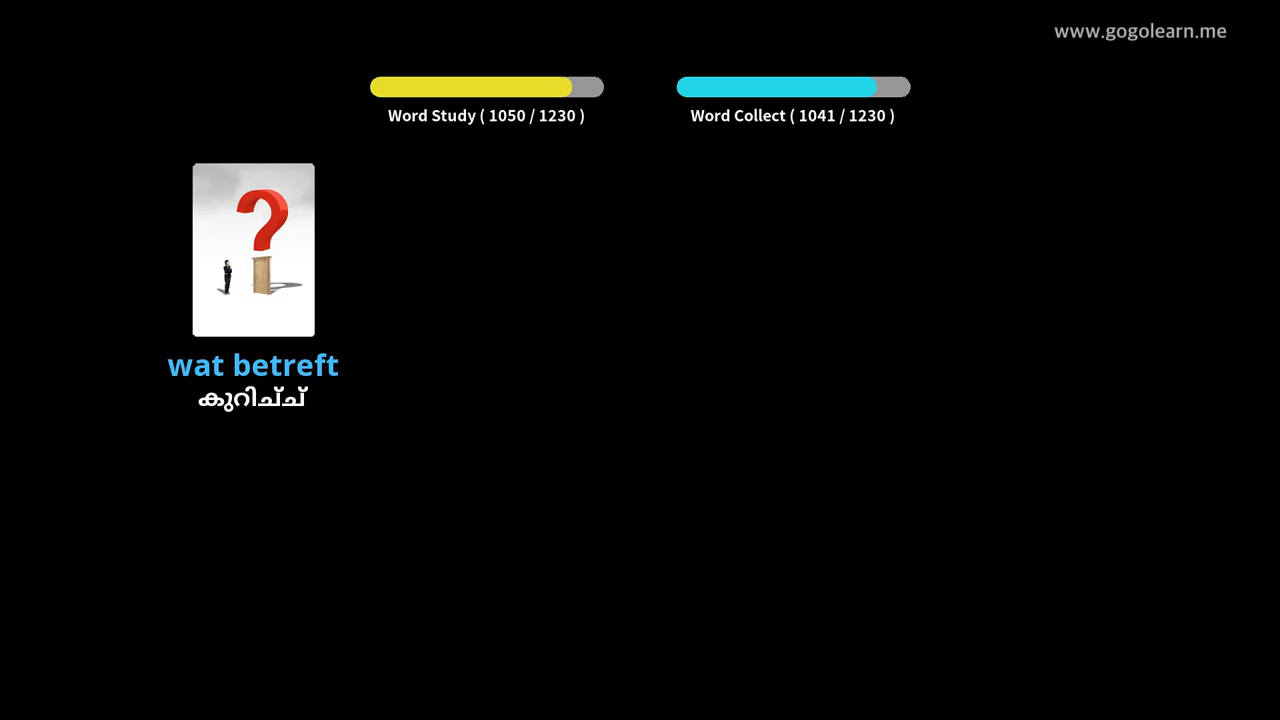 www.gogolearn.me
Word Study ( 1050 / 1230 )
Word Collect ( 1041 / 1230 )
wat betreft
കുറിച്ച്